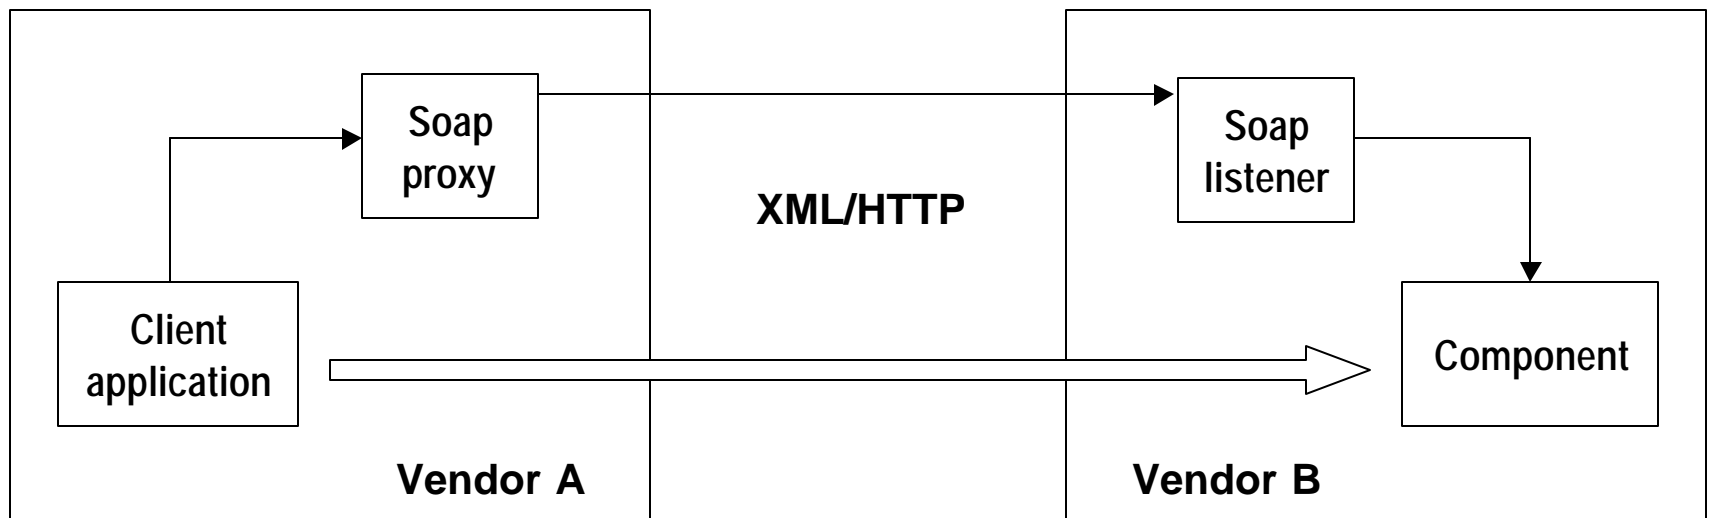 Soap
proxy
Soap
listener
XML/HTTP
Client
application
Component
Vendor A
Vendor B